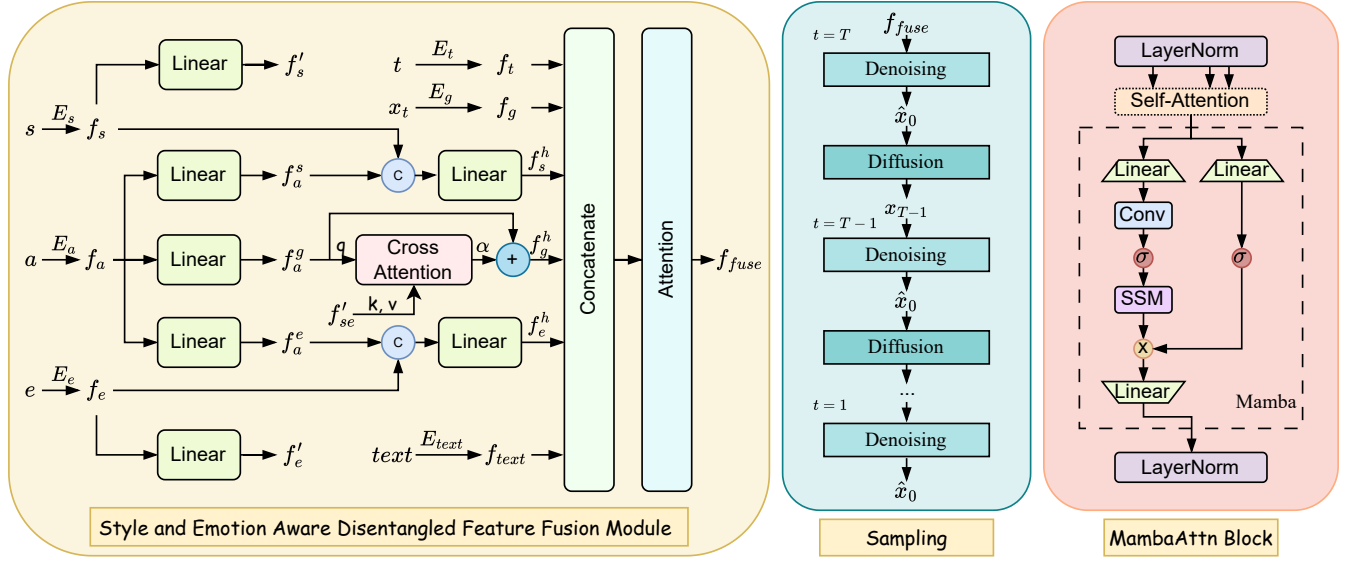 Linear
f′_s
t E_t f_t
x_t E_g f_g
s E_s f_s
Linear
f_a^s
C
Linear
f_s^h
a E_a f_a
Linear
f_a^g
q
Cross
Attention
α
+
f_g^h
f′_se
k, v
Linear
f_a^e
C
Linear
f_e^h
e E_e f_e
Linear
f′_e
text E_text f_text
Concatenate
Attention
f_fuse
Style and Emotion Aware Disentangled Feature Fusion Module
f_fuse
t = T
Denoising
x̂_0
Diffusion
x_{T−1}
t = T − 1
Denoising
x̂_0
Diffusion
...
t = 1
Denoising
x̂_0
Sampling
LayerNorm
Self-Attention
Linear Linear
Conv
σ σ
SSM
X
Linear
Mamba
LayerNorm
MambaAttn Block